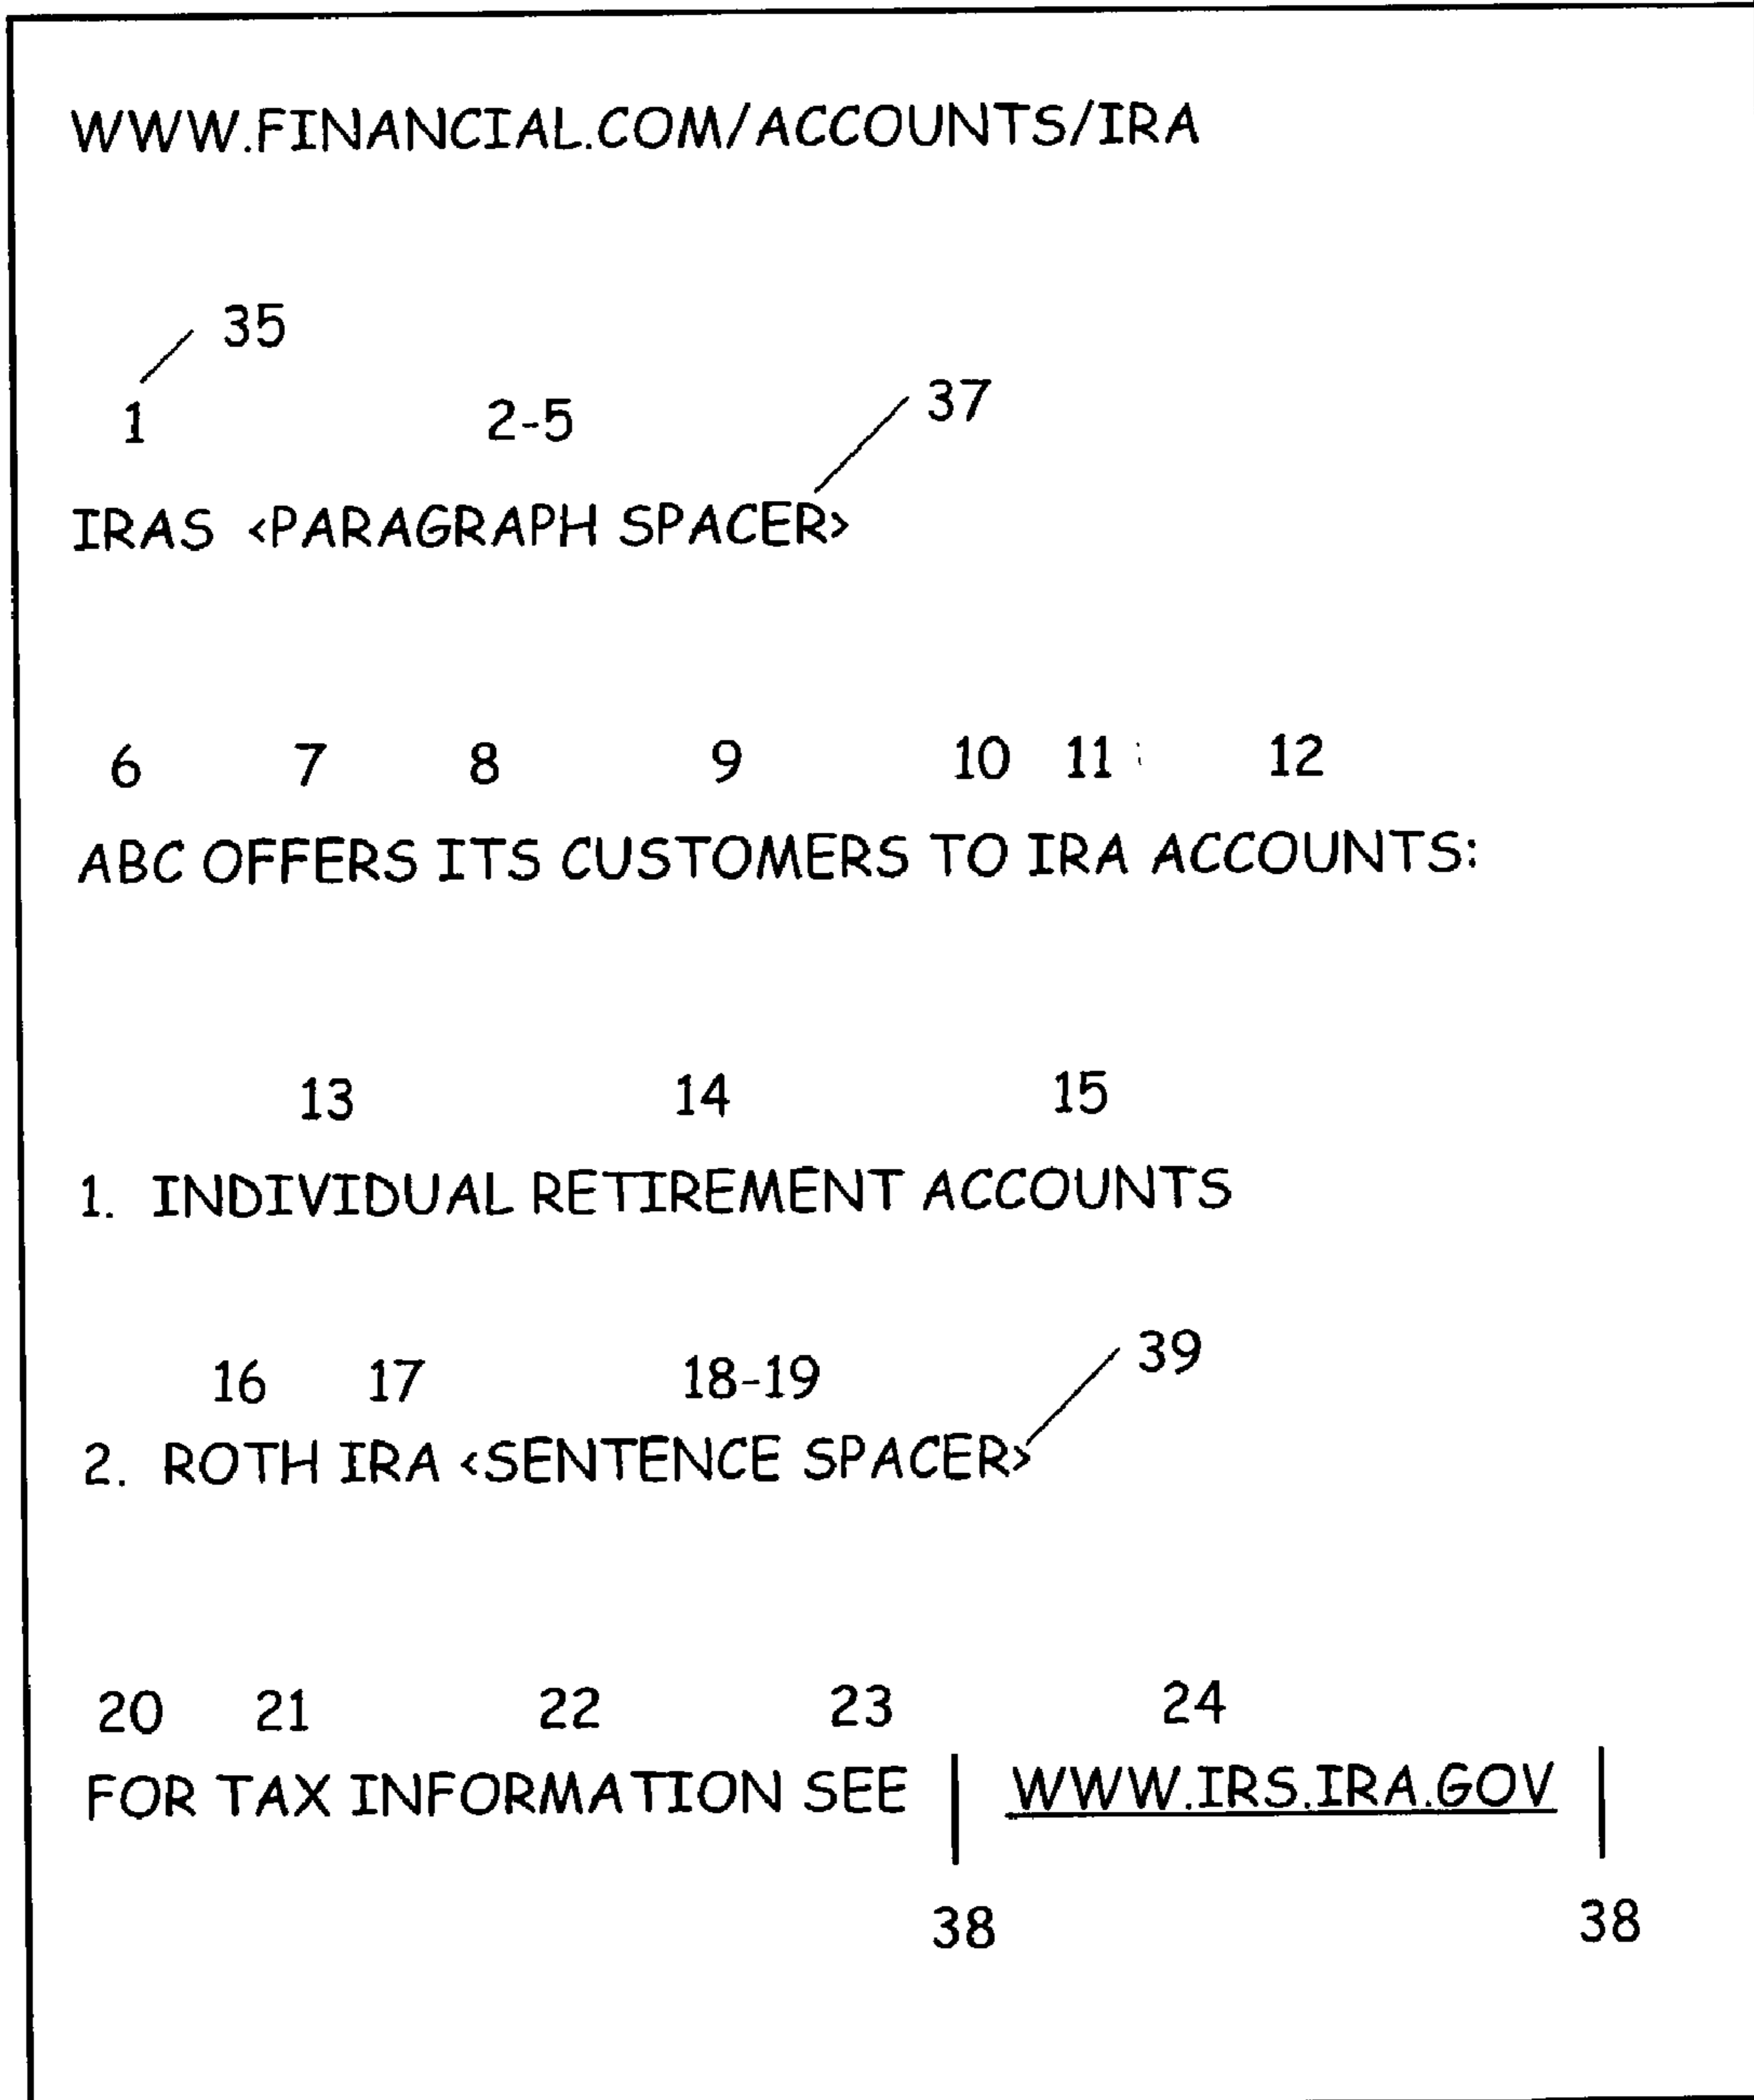 WWW.FINANCIAL.COM/ACCOUNTS/IRA
35
1 2-5 37
IRAS <PARAGRAPH SPACER>
6 7 8 9 10 11 12
ABC OFFERS ITS CUSTOMERS TO IRA ACCOUNTS:
13 14 15
1. INDIVIDUAL RETIREMENT ACCOUNTS
16 17 18-19 39
2. ROTH IRA <SENTENCE SPACER>
20 21 22 23 24
FOR TAX INFORMATION SEE WWW.IRS.IRA.GOV
38 38